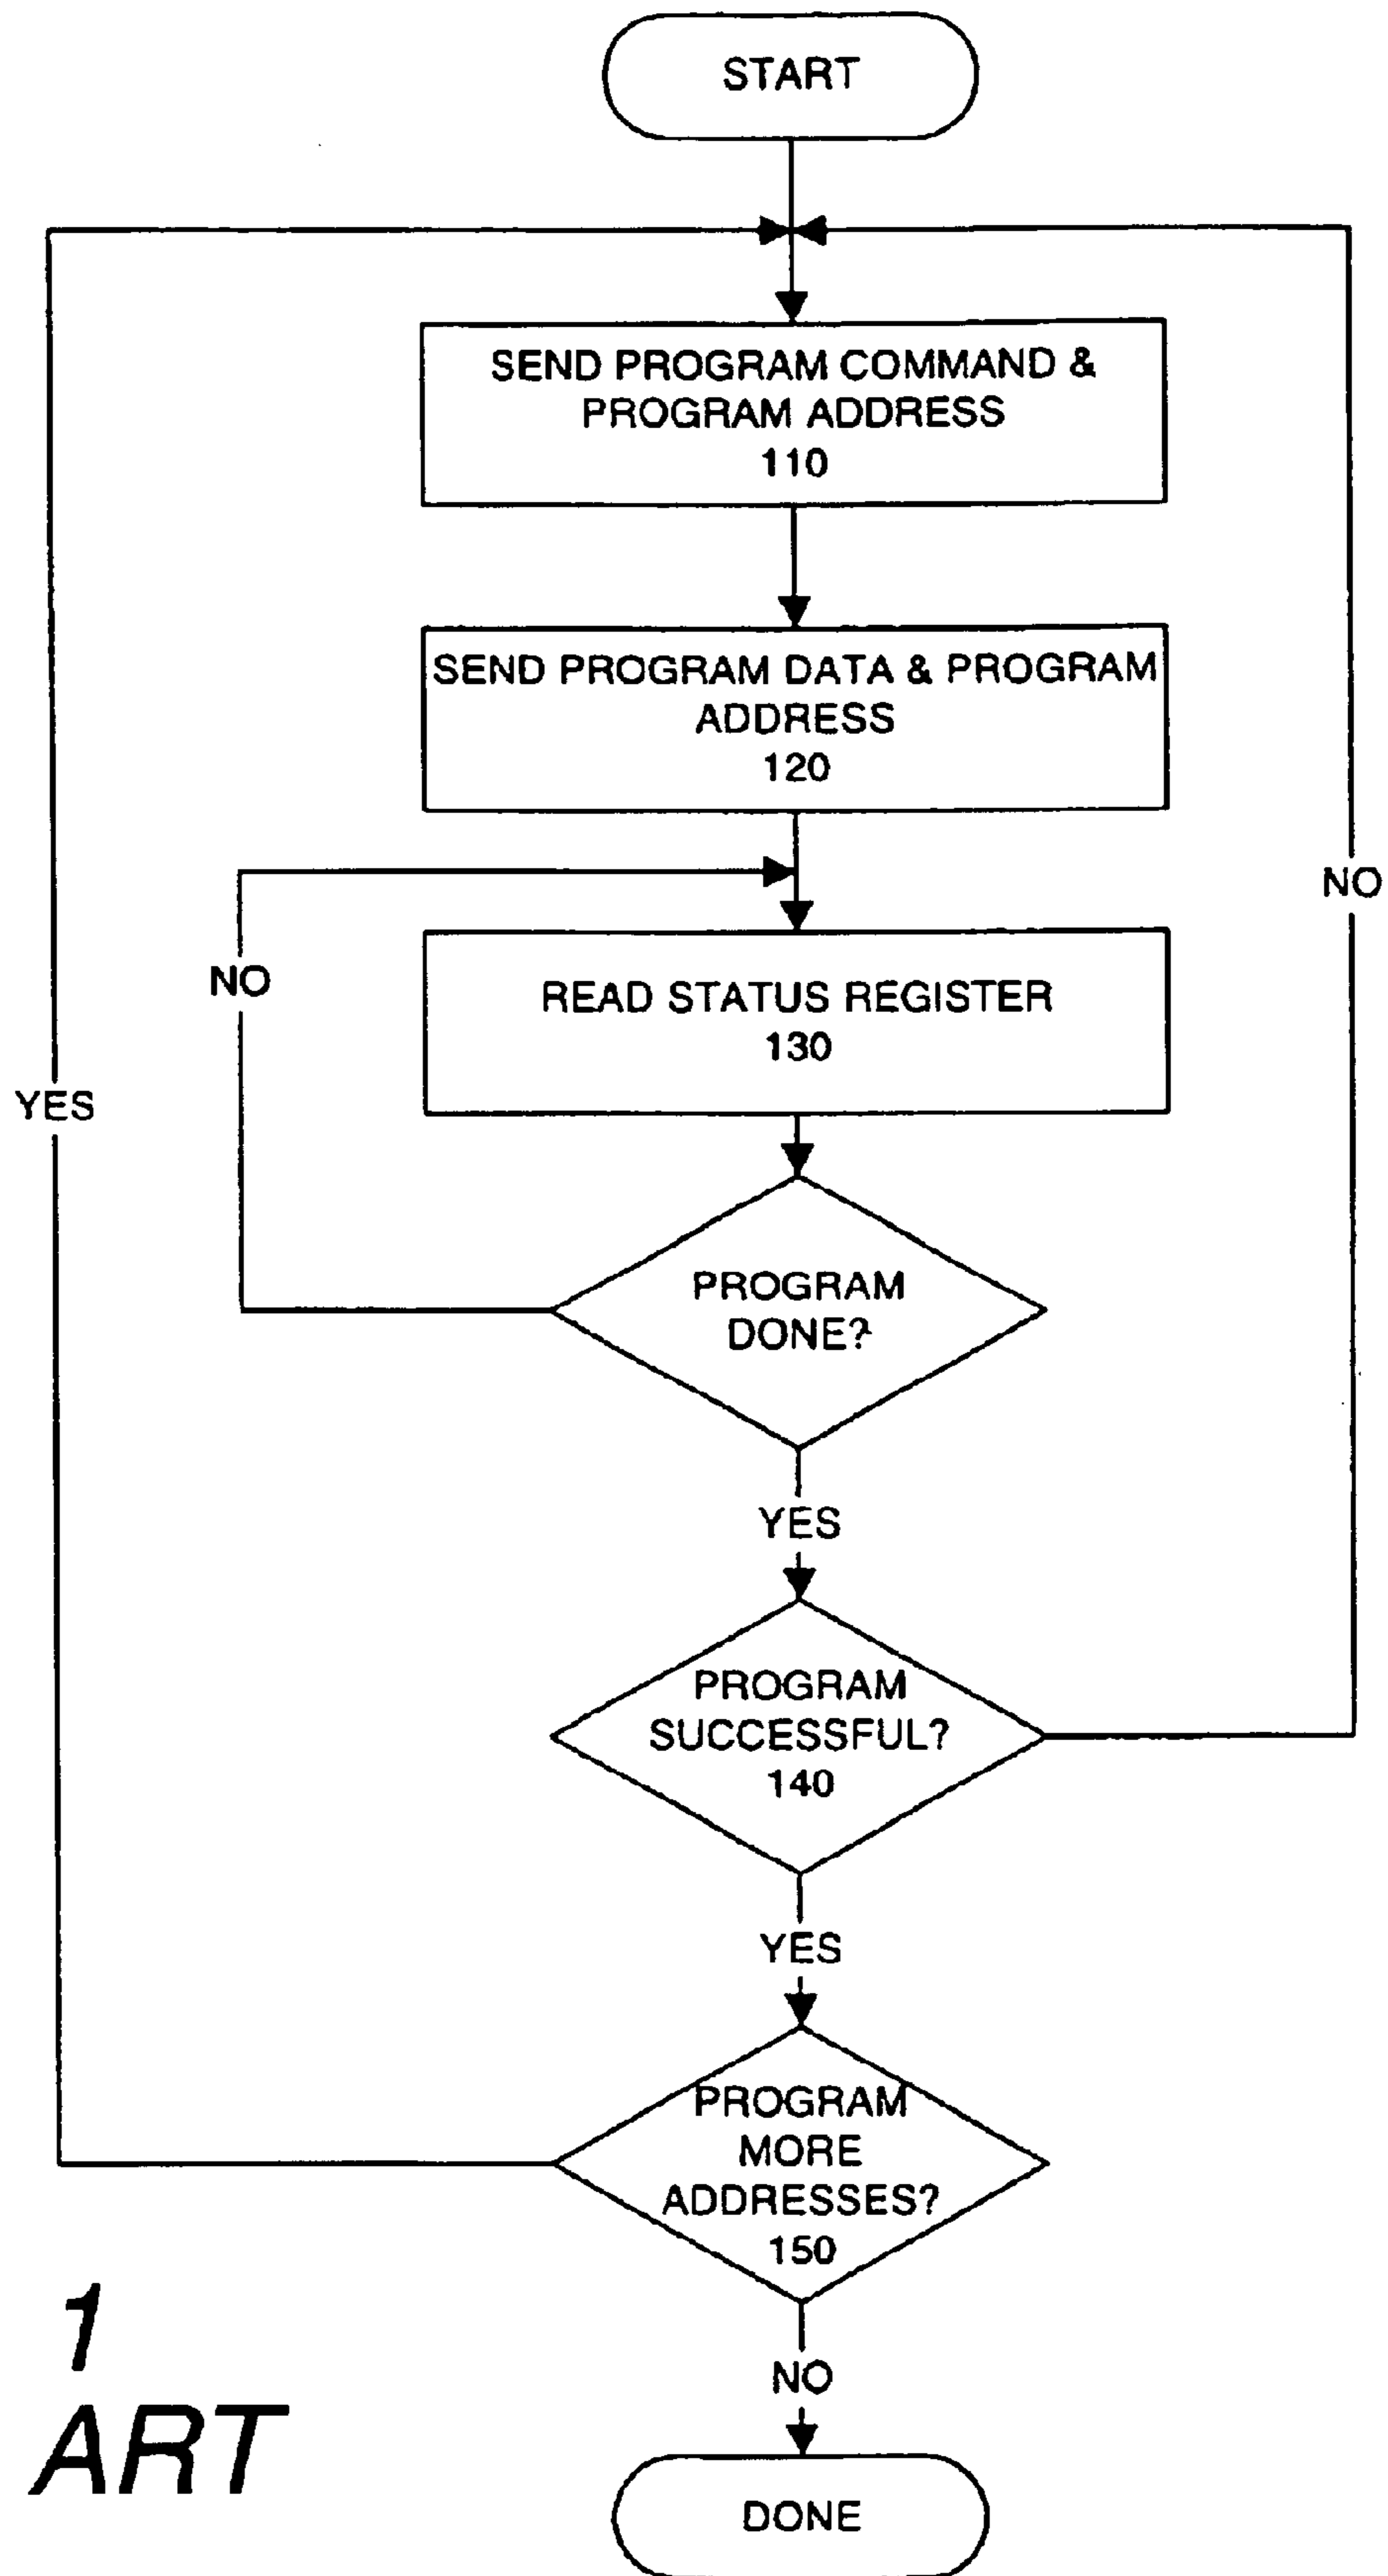 START
SEND PROGRAM COMMAND &
PROGRAM ADDRESS
110
SEND PROGRAM DATA & PROGRAM
ADDRESS
120
NO
READ STATUS REGISTER
130
NO
YES
PROGRAM
DONE?
YES
PROGRAM
SUCCESSFUL?
140
YES
PROGRAM
MORE
ADDRESSES?
150
NO
DONE
1
ART